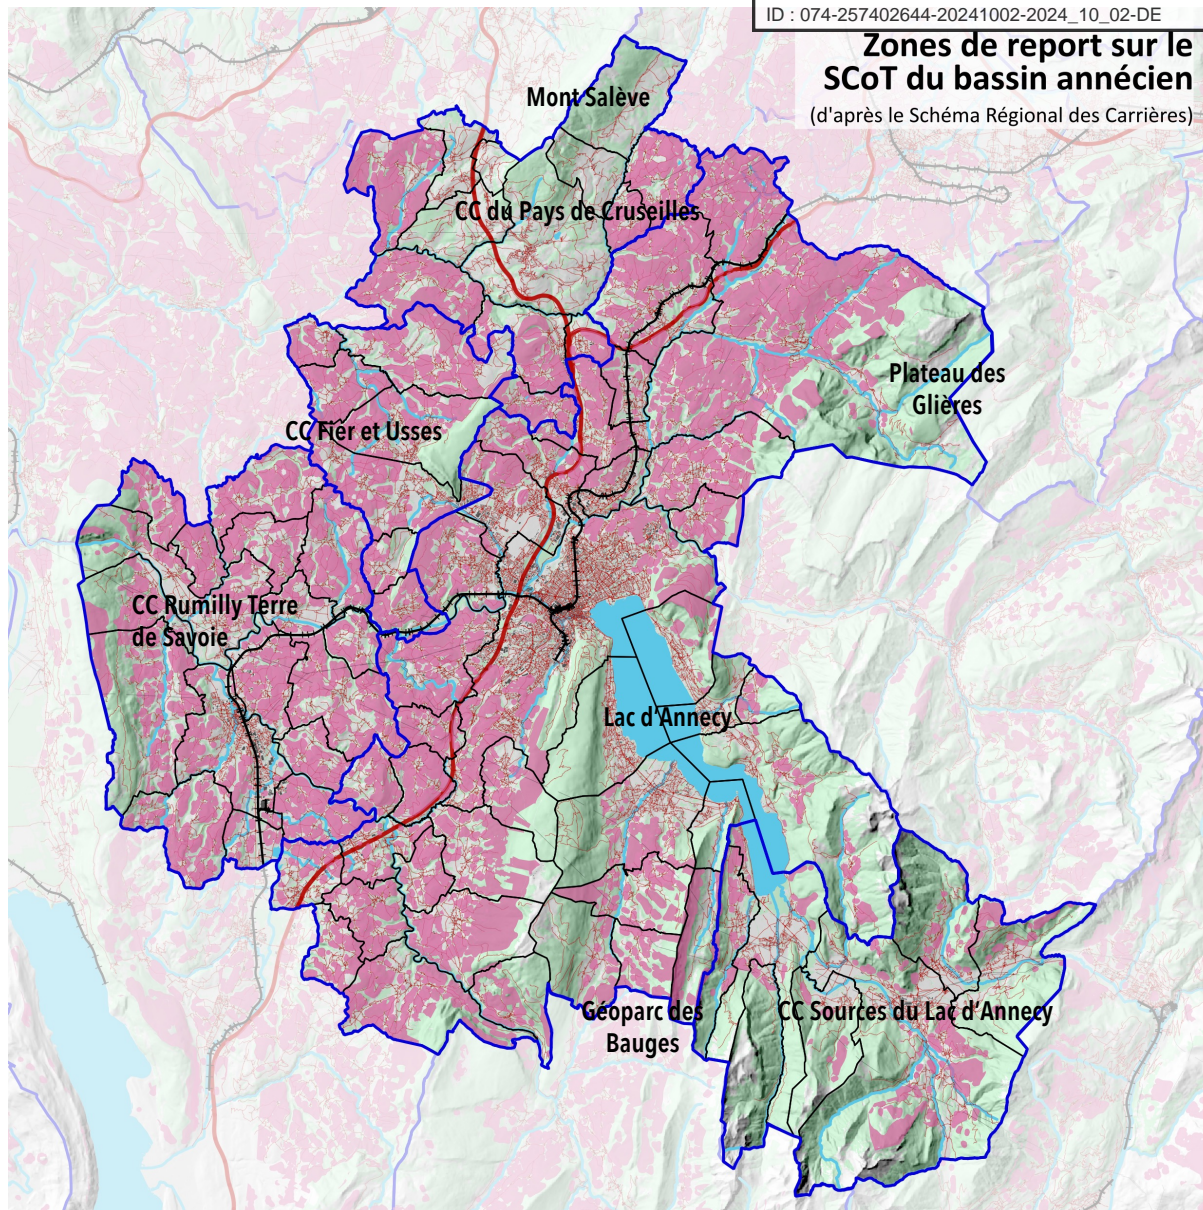 ID : 074-257402644-20241002-2024_10_02-DE
Zones de report sur le
SCoT du bassin annécien
(d'après le Schéma Régional des Carrières)
Mont Salève
CC du Pays de Cruseilles
Plateau des
Glières
CC Fier et Usses
CC Rumilly Terre
de Savoie
Lac d'Annecy
Géoparc des
Bauges
CC Sources du Lac d'Annecy